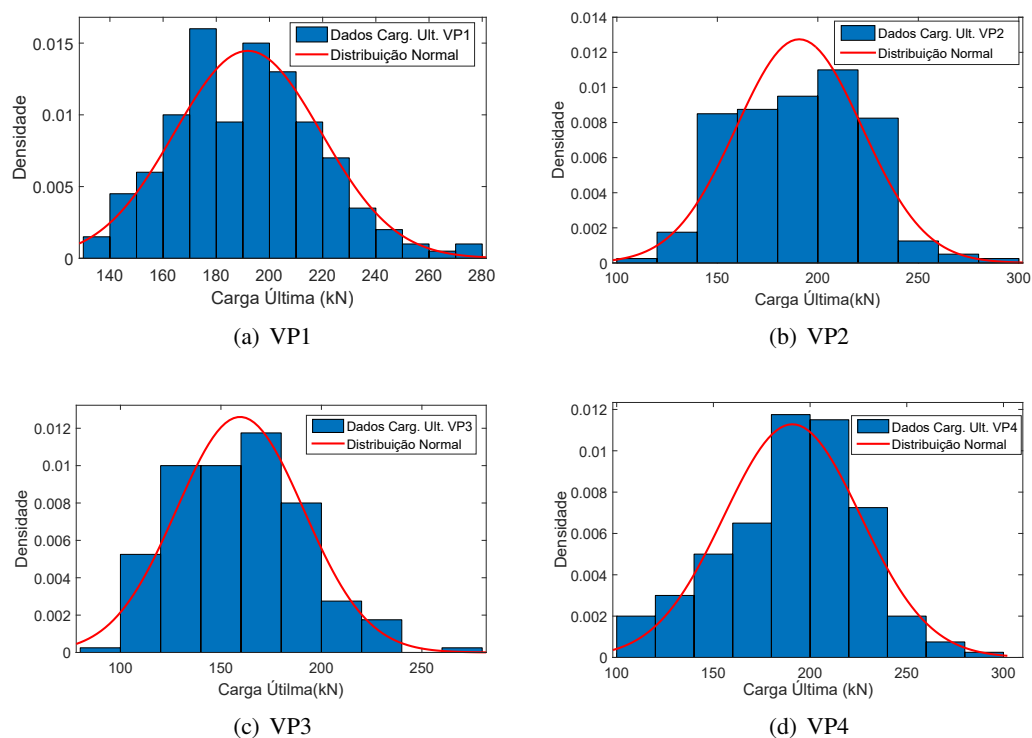 Dados Carg. Ult. VP1
Distribuição Normal
0.015
0.01
0.005
0
Densidade
140 160 180 200 220 240 260 280
Carga Última (kN)
(a) VP1
Dados Carg. Ult. VP2
Distribuição Normal
0.014
0.012
0.01
0.008
0.006
0.004
0.002
0
Densidade
100 150 200 250 300
Carga Última(kN)
(b) VP2
Dados Carg. Ult. VP3
Distribuição Normal
0.012
0.01
0.008
0.006
0.004
0.002
0
Densidade
100 150 200 250
Carga Útilma(kN)
(c) VP3
Dados Carg. Ult. VP4
Distribuição Normal
0.012
0.01
0.008
0.006
0.004
0.002
0
Densidade
100 150 200 250 300
Carga Última (kN)
(d) VP4